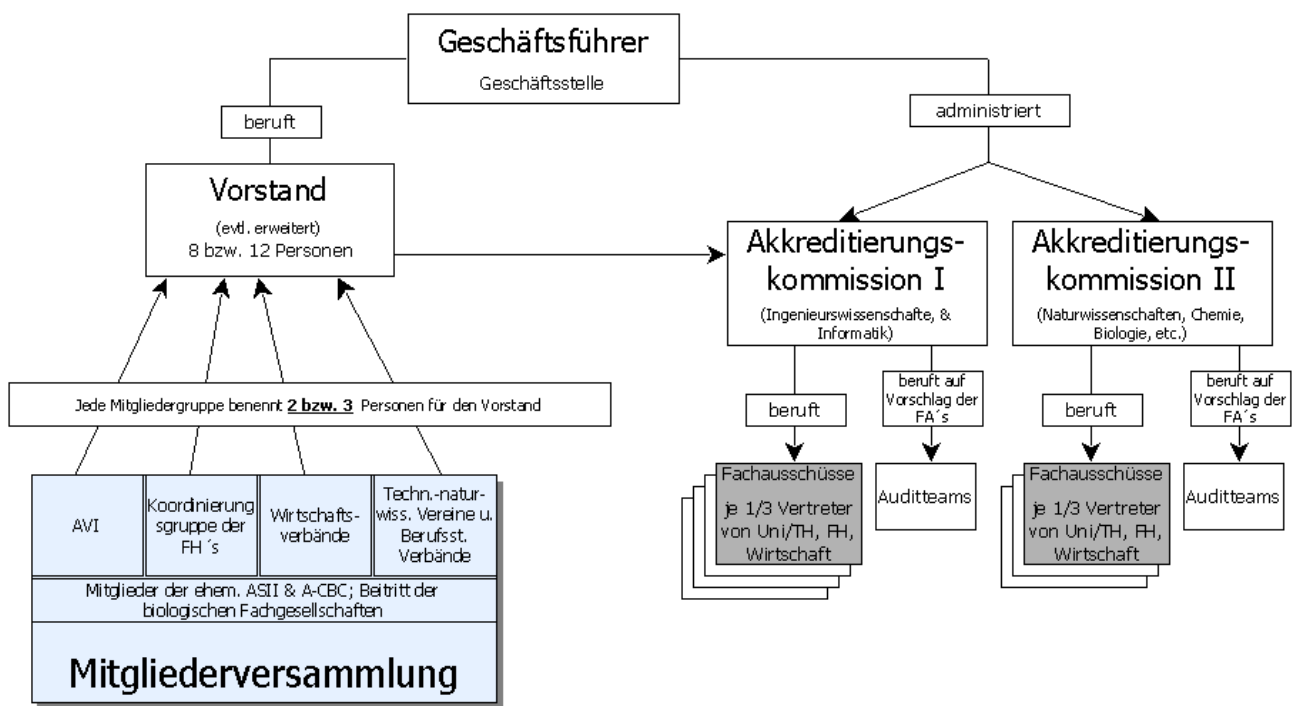 Geschäftsführer
Geschäftsstelle
beruft
administriert
Vorstand
(evtl. erweitert)
8 bzw. 12 Personen
Akkreditierungs-
kommission I
(Ingenieurswissenschafte, &
Informatik)
Akkreditierungs-
kommission II
(Naturwissenschaften, Chemie,
Biologie, etc.)
Jede Mitgliedergruppe benennt 2 bzw. 3 Personen für den Vorstand
beruft
beruft auf
Vorschlag der
FA´s
beruft
beruft auf
Vorschlag der
FA´s
Fachausschüsse
je 1/3 Vertreter
von Uni/TH, FH,
Wirtschaft
Auditteams
Fachausschüsse
je 1/3 Vertreter
von Uni/TH, FH,
Wirtschaft
Auditteams
AVI
Koordinierung
sgruppe der
FH ´s
Wirtschafts-
verbände
Techn.-natur-
wiss. Vereine u.
Berufsst.
Verbände
Mitglieder der ehem. ASII & A-CBC; Beitritt der
biologischen Fachgesellschaften
Mitgliederversammlung